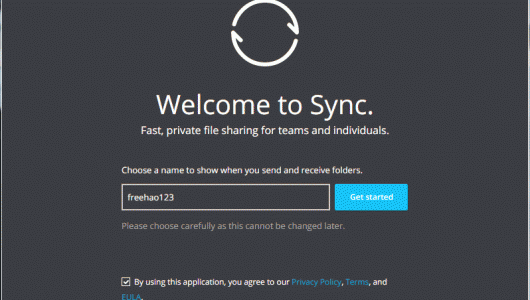 Welcome to Sync.
Fast, private file sharing for teams and individuals.
Choose a name to show when you send and receive folders.
freehao123
Get started
Please choose carefully as this cannot be changed later.
By using this application, you agree to our Privacy Policy, Terms, and
EULA.